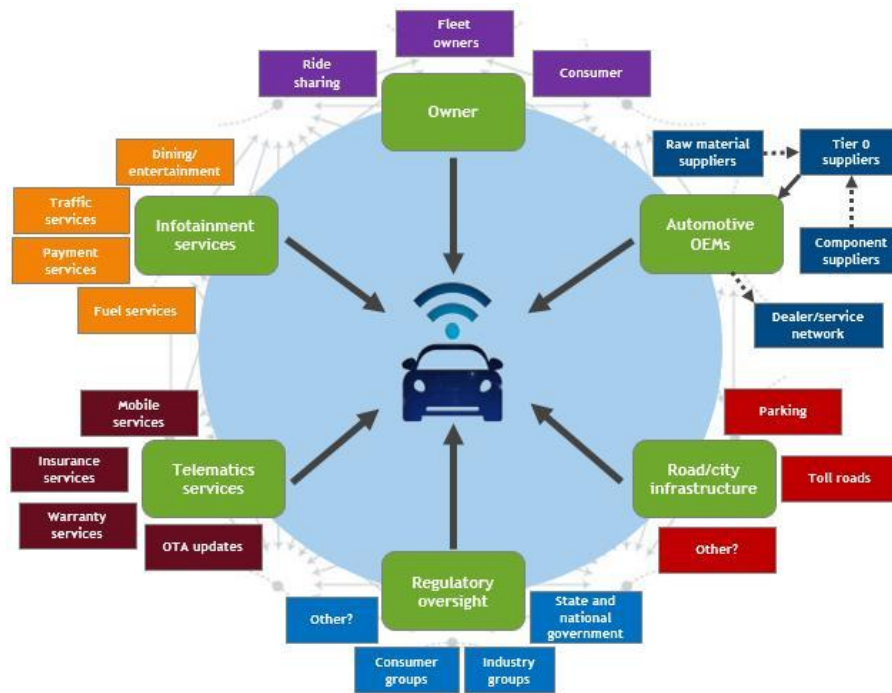 Fleet
owners
Ride
sharing
Consumer
Owner
Raw material
suppliers
Tier 0
suppliers
Dining/
entertainment
Traffic
services
Infotainment
services
Automotive
OEMs
Payment
services
Component
suppliers
Fuel services
Dealer/service
network
Mobile
services
Parking
Insurance
services
Telematics
services
Road/city
infrastructure
Toll roads
Warranty
services
OTA updates
Other?
Regulatory
oversight
Other?
State and
national
government
Consumer
groups
Industry
groups